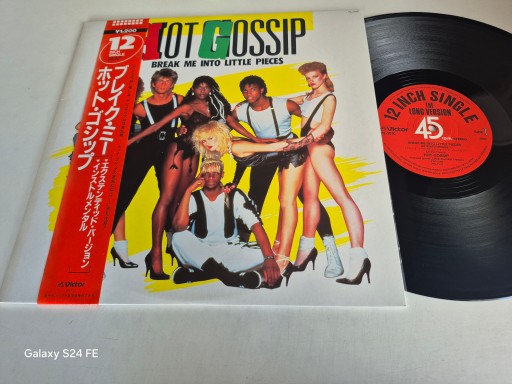 ¥1,200
12
INCH
SINGLE
HOT GOSSIP
BREAK ME INTO LITTLE PIECES
ブレイク・ミー
ホット・ゴシップ
・エクステンディッド・バージョン
・インストルメンタル
Victor
12 INCH SINGLE
THE
LONG VERSION
Victor
45
Galaxy S24 FE